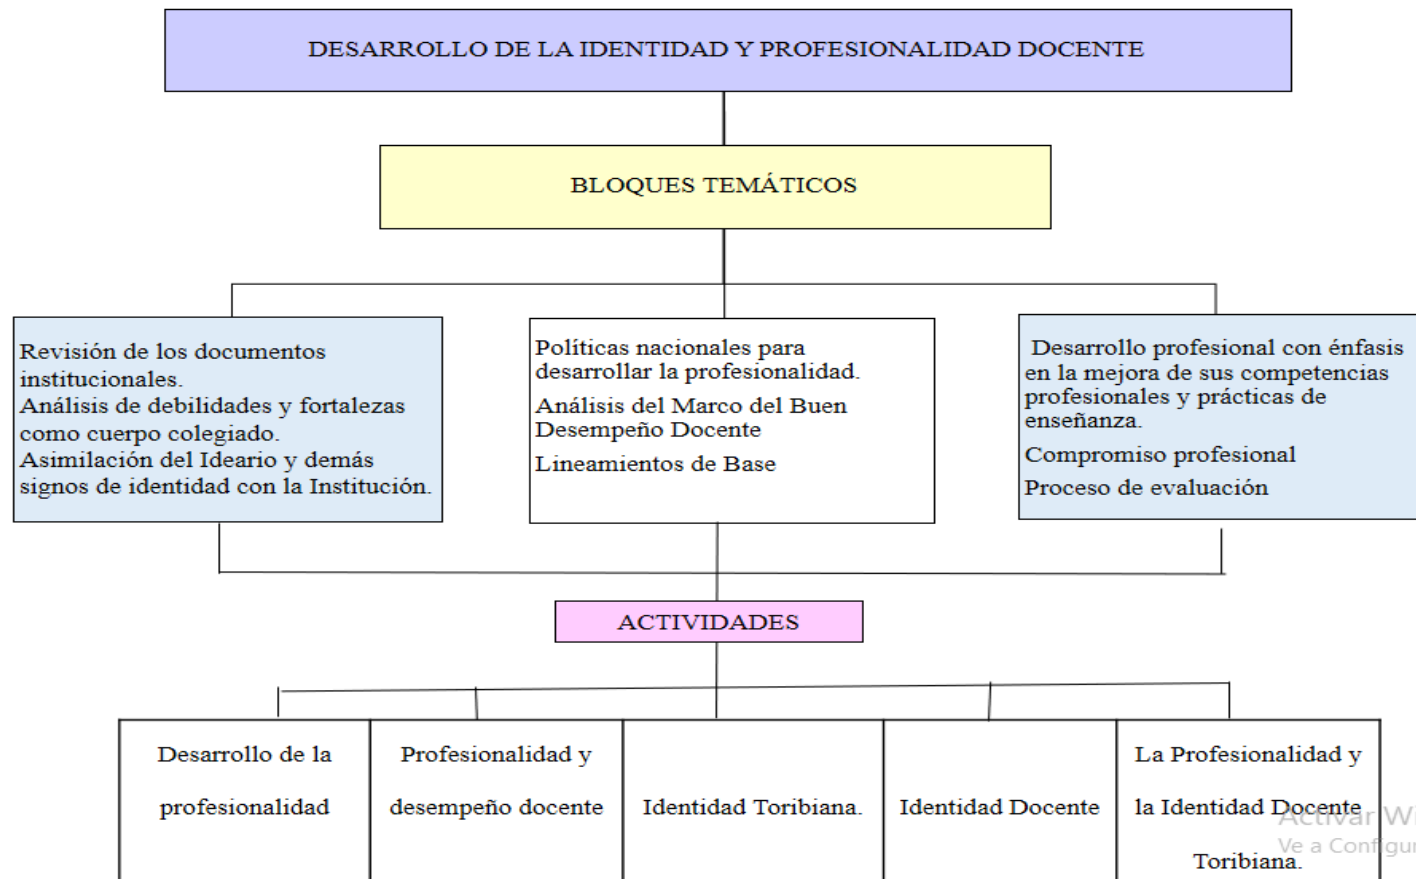 DESARROLLO DE LA IDENTIDAD Y PROFESIONALIDAD DOCENTE
BLOQUES TEMÁTICOS
Revisión de los documentos
institucionales.
Análisis de debilidades y fortalezas
como cuerpo colegiado.
Asimilación del Ideario y demás
signos de identidad con la Institución.
Políticas nacionales para
desarrollar la profesionalidad.
Análisis del Marco del Buen
Desempeño Docente
Lineamientos de Base
Desarrollo profesional con énfasis
en la mejora de sus competencias
profesionales y prácticas de
enseñanza.
Compromiso profesional
Proceso de evaluación
ACTIVIDADES
Desarrollo de la
profesionalidad
Profesionalidad y
desempeño docente
Identidad Toribiana.
Identidad Docente
La Profesionalidad y
la Identidad Docente
Toribiana.
Activar Wi
Ve a Configur